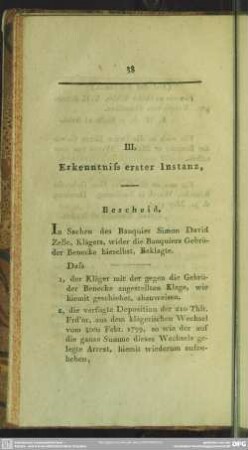 38
III.
Erkenntniſs erster Instanz.
Bescheid.
In Sachen des Banquier Simon David
Zelle, Klägers, wider die Banquiers Gebrü-
der Benecke hieselbst, Beklagte.
Daſs
1, der Kläger mit der gegen die Gebrü-
der Benecke angestellten Klage, wie
hiemit geschiehet, abzuweisen.
2, die verfügte Deposition der 210 Thlr.
Frd'or. aus dem klägerischen Wechsel
vom Febr. 1799, so wie der auf
die ganze Summe dieses Wechsels ge-
legte Arrest, hiemit wiederum aufzu-
heben,